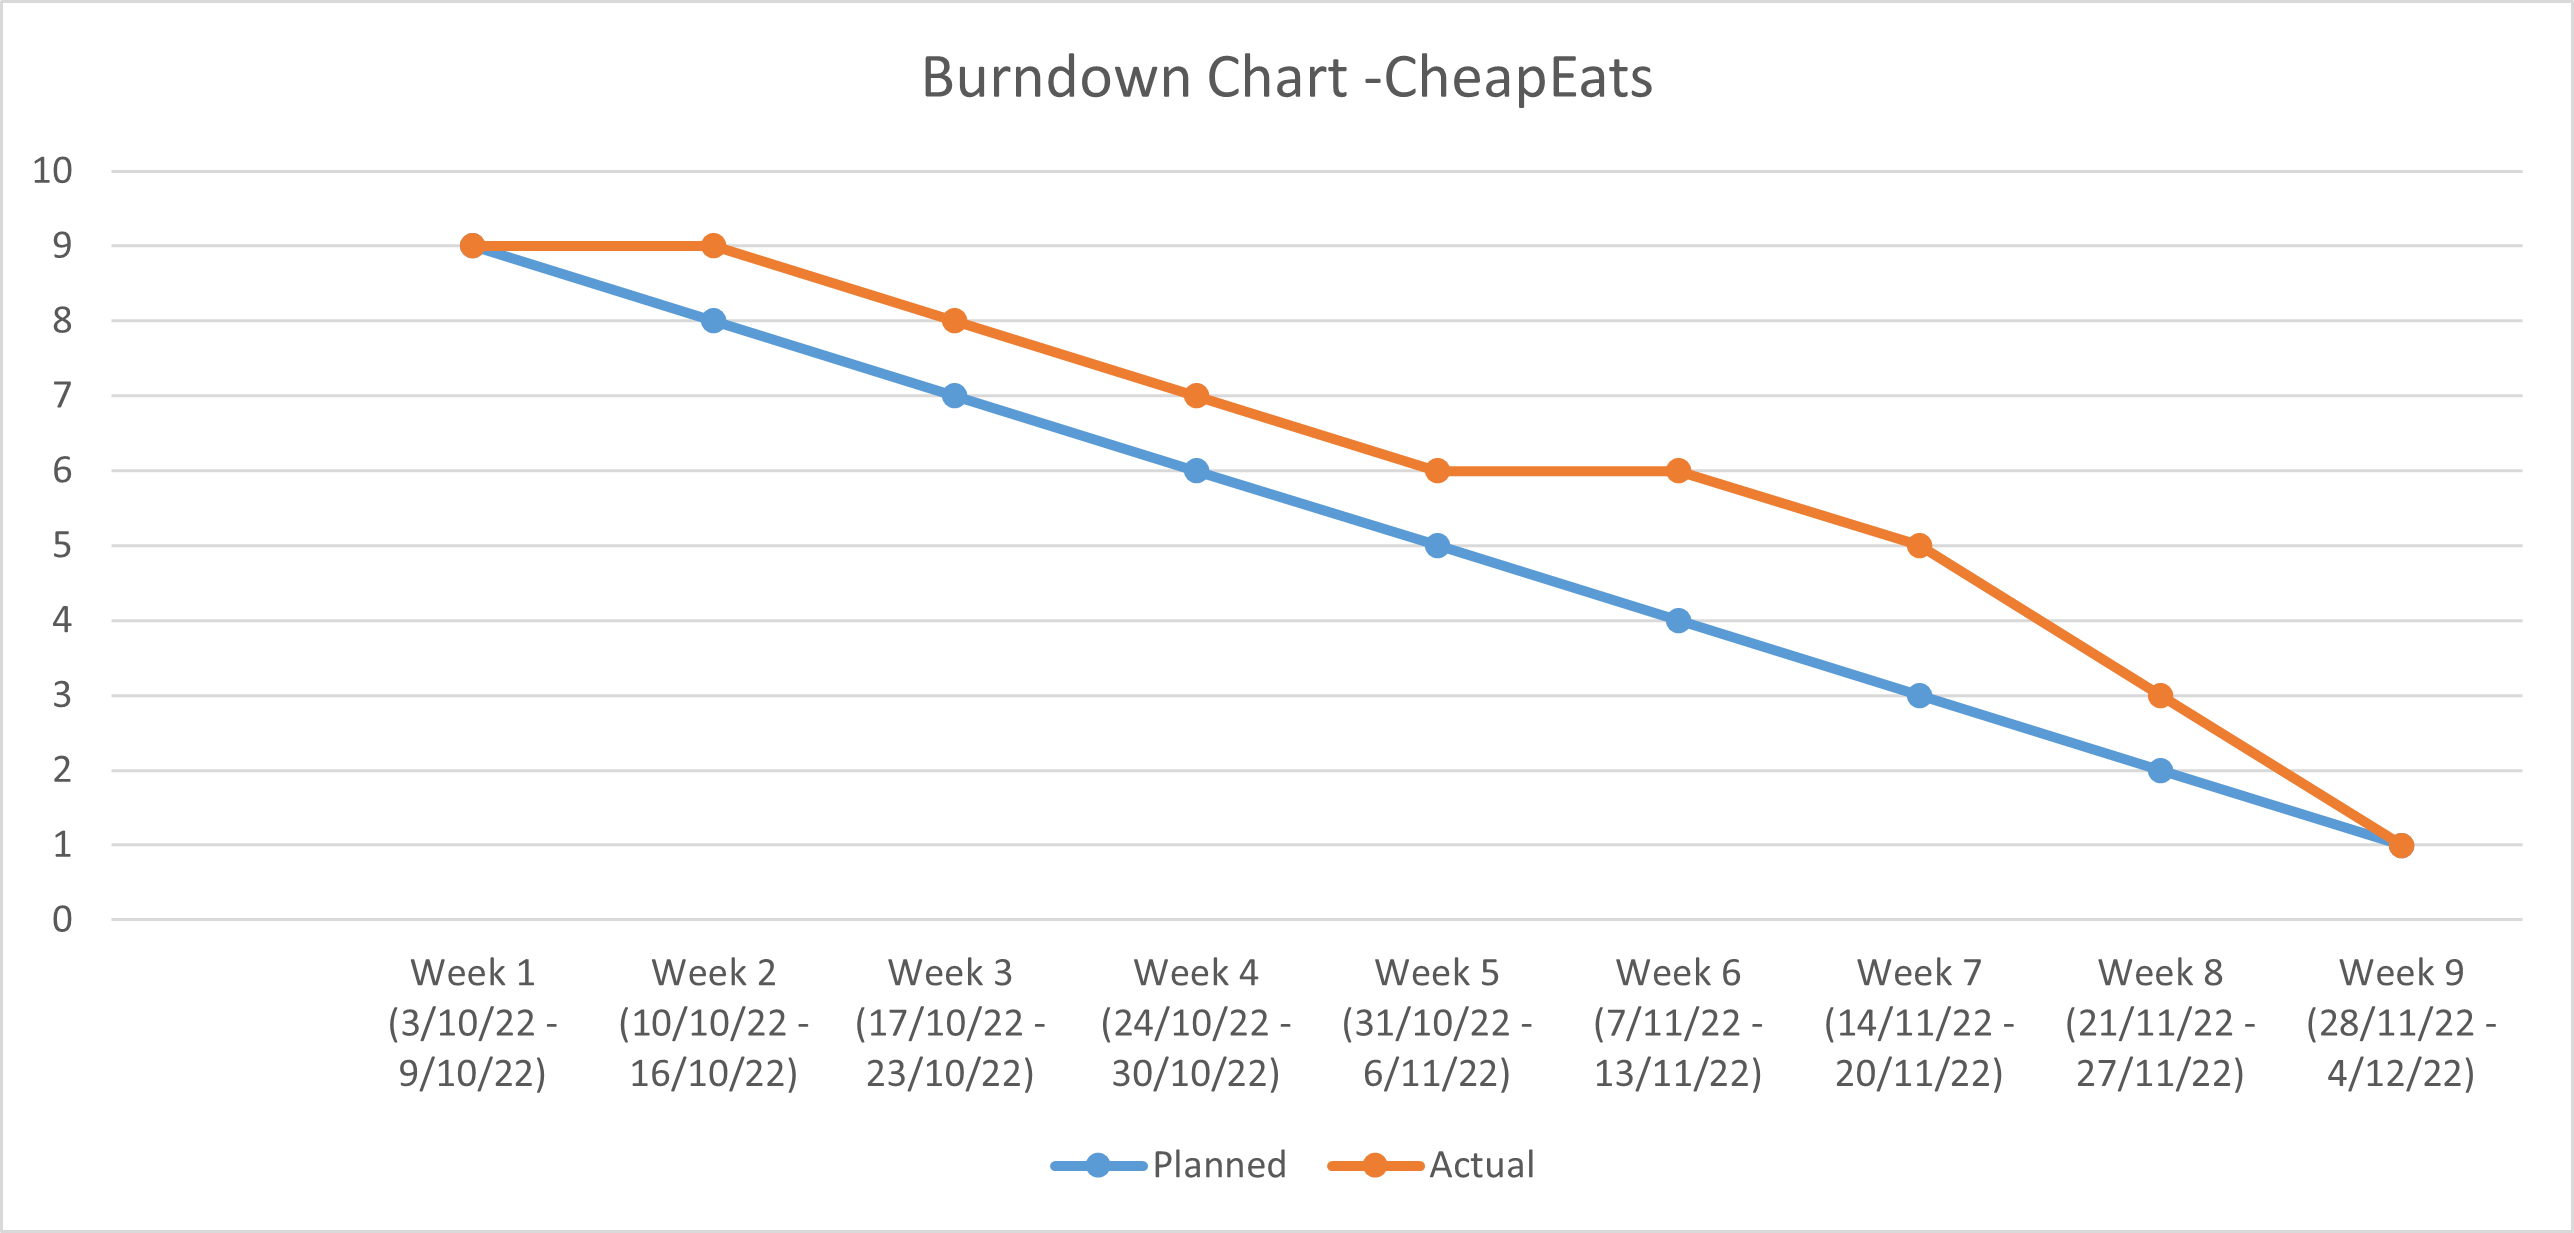 Burndown Chart -CheapEats
10
9
8
7
6
5
4
3
2
1
0
Week 1
(3/10/22 -
9/10/22)
Week 2
(10/10/22 -
16/10/22)
Week 3
(17/10/22 -
23/10/22)
Week 4
(24/10/22 -
30/10/22)
Week 5
(31/10/22 -
6/11/22)
Week 6
(7/11/22 -
13/11/22)
Week 7
(14/11/22 -
20/11/22)
Week 8
(21/11/22 -
27/11/22)
Week 9
(28/11/22 -
4/12/22)
Planned
Actual